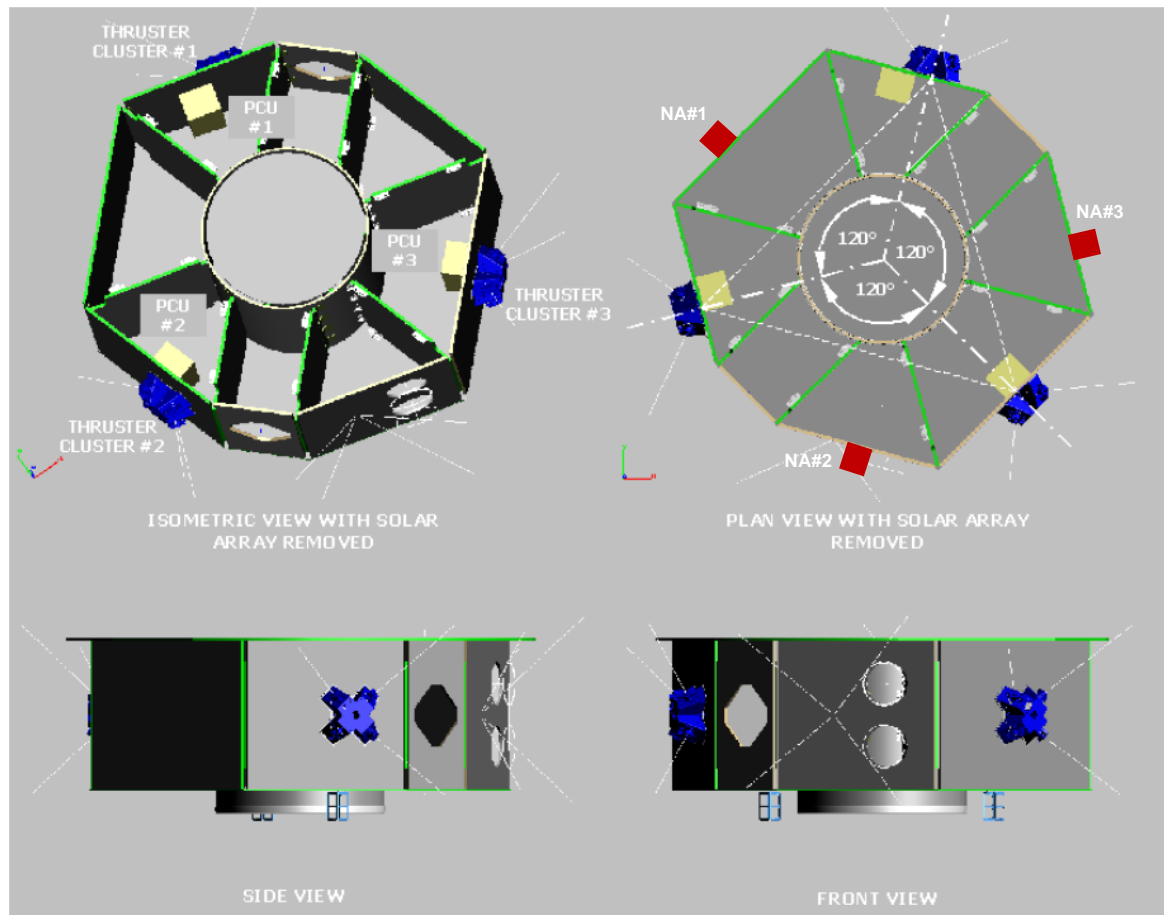 THRUSTER
CLUSTER #1
PCU
#1
PCU
#3
PCU
#2
THRUSTER
CLUSTER #3
THRUSTER
CLUSTER #2
ISOMETRIC VIEW WITH SOLAR
ARRAY REMOVED
NA#1
NA#3
120°
120°
120°
NA#2
PLAN VIEW WITH SOLAR ARRAY
REMOVED
SIDE VIEW
FRONT VIEW